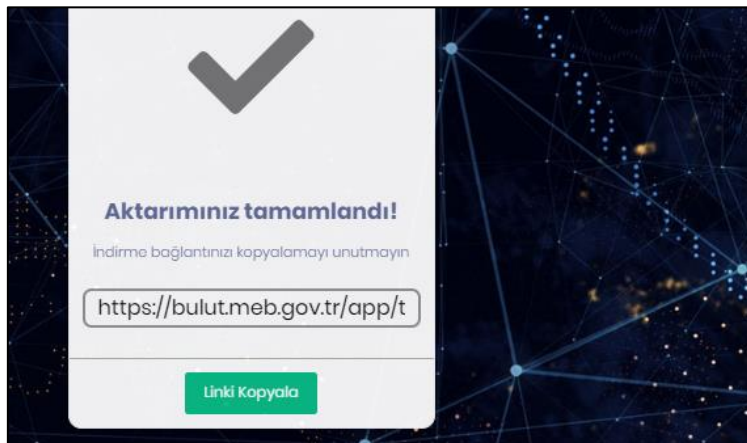 Aktarımınız tamamlandı!
İndirme bağlantınızı kopyalamayı unutmayın
https://bulut.meb.gov.tr/app/t
Linki Kopyala